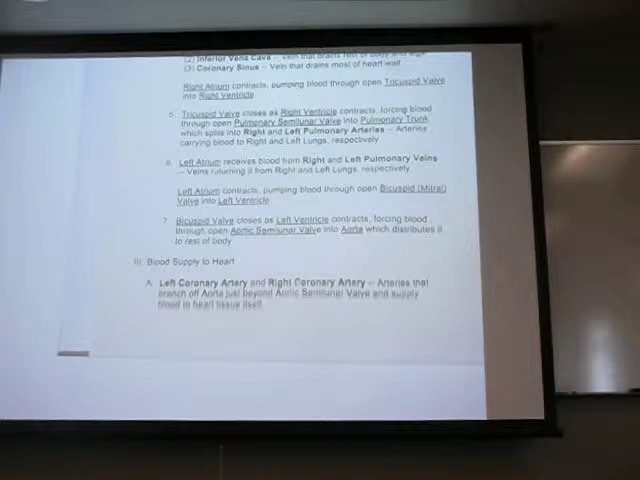 (2) Inferior Vena Cava – Vein that drains rest of body and legs
(3) Coronary Sinus – Vein that drains most of heart wall
Right Atrium contracts, pumping blood through open Tricuspid Valve
into Right Ventricle
5. Tricuspid Valve closes as Right Ventricle contracts, forcing blood
through open Pulmonary Semilunar Valve into Pulmonary Trunk
which splits into Right and Left Pulmonary Arteries – Arteries
carrying blood to Right and Left Lungs, respectively
6. Left Atrium receives blood from Right and Left Pulmonary Veins
– Veins returning it from Right and Left Lungs, respectively
Left Atrium contracts, pumping blood through open Bicuspid (Mitral)
Valve into Left Ventricle
7. Bicuspid Valve closes as Left Ventricle contracts, forcing blood
through open Aortic Semilunar Valve into Aorta which distributes it
to rest of body
III. Blood Supply to Heart
A. Left Coronary Artery and Right Coronary Artery – Arteries that
branch off Aorta just beyond Aortic Semilunar Valve and supply
blood to heart tissue itself